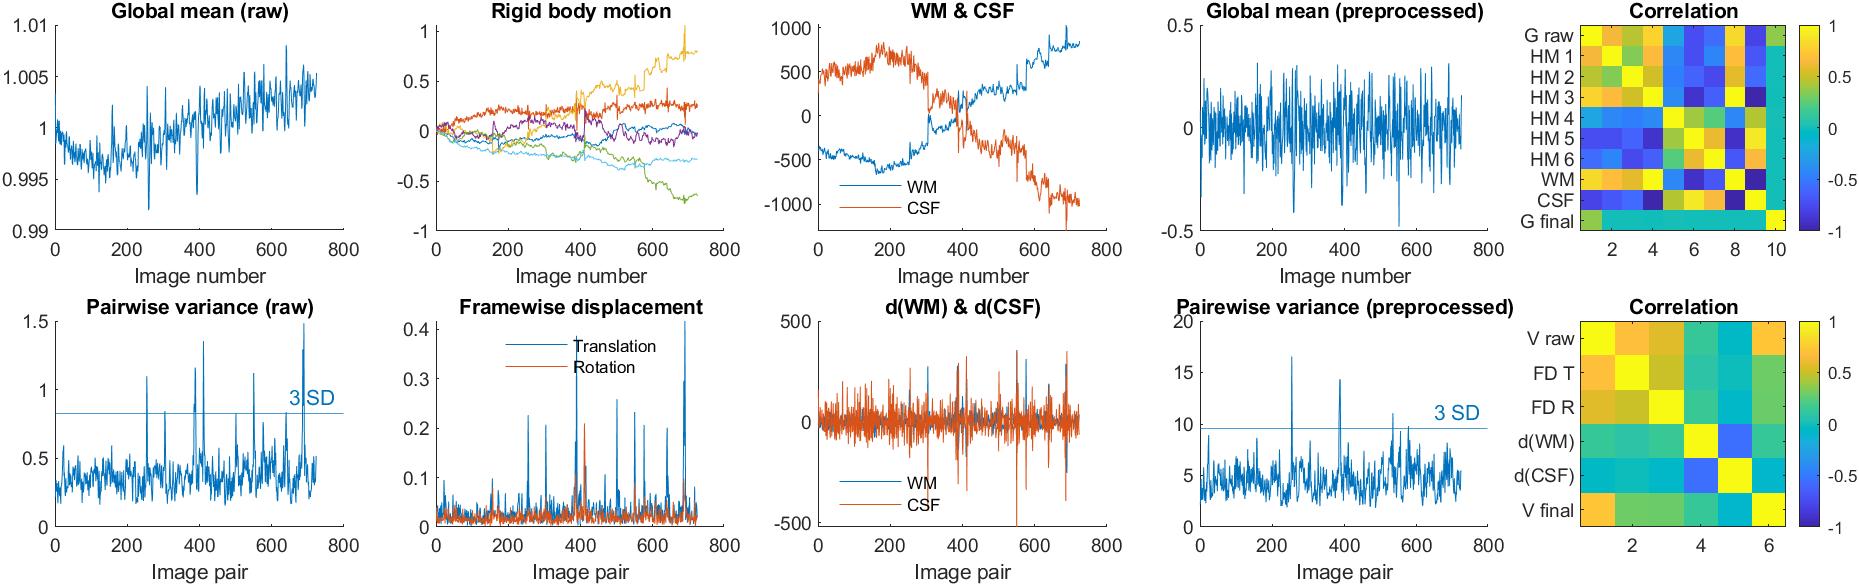 Global mean (raw)
1.01
1.005
1
0.995
0.99
0 200 400 600 800
Image number
Rigid body motion
1
0.5
0
-0.5
-1
0 200 400 600 800
Image number
WM & CSF
1000
500
0
-500
-1000
WM
CSF
0 200 400 600 800
Image number
Global mean (preprocessed)
0.5
0
-0.5
0 200 400 600 800
Image number
Correlation
G raw
HM 1
HM 2
HM 3
HM 4
HM 5
HM 6
WM
CSF
G final
2 4 6 8 10
1
0.5
0
-0.5
-1
Pairwise variance (raw)
1.5
1
0.5
0
3 SD
0 200 400 600 800
Image pair
Framewise displacement
0.4
0.3
0.2
0.1
0
Translation
Rotation
0 200 400 600 800
Image pair
d(WM) & d(CSF)
500
0
-500
WM
CSF
0 200 400 600 800
Pairewise variance (preprocessed)
20
15
10
5
0
3 SD
0 200 400 600 800
Image pair
Correlation
V raw
FD T
FD R
d(WM)
d(CSF)
V final
2 4 6
1
0.5
0
-0.5
-1